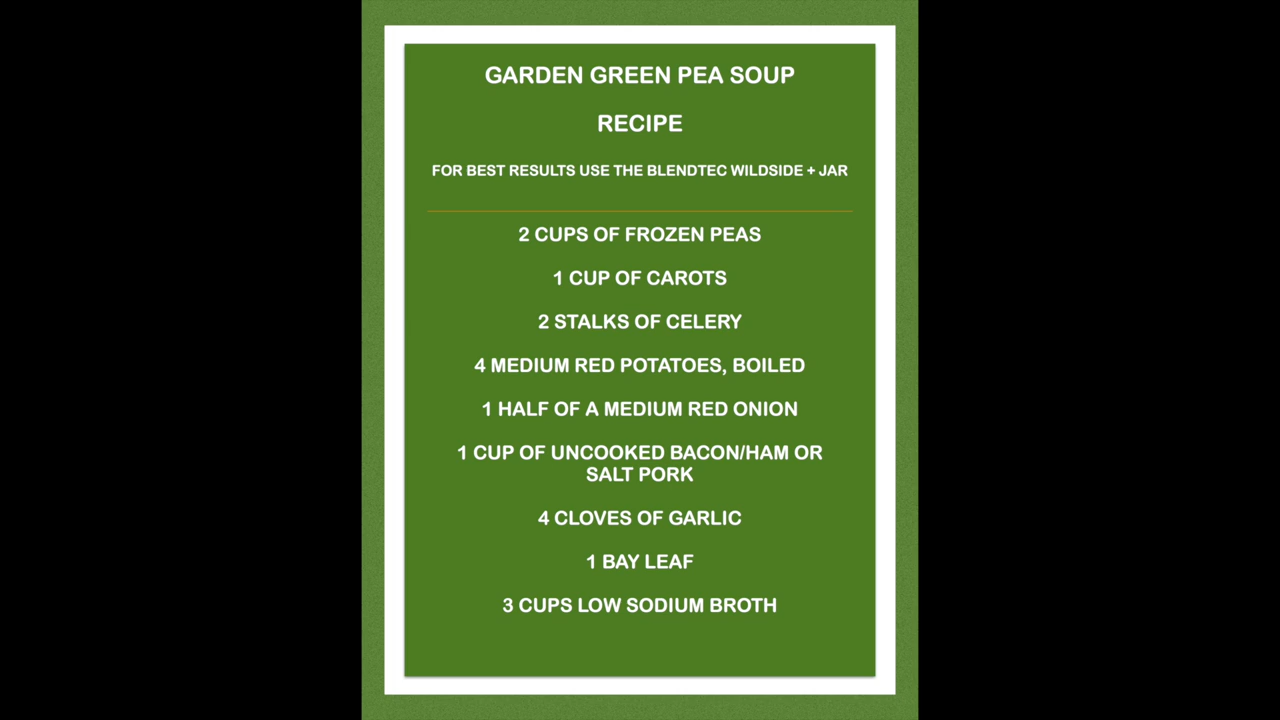 GARDEN GREEN PEA SOUP
RECIPE
FOR BEST RESULTS USE THE BLENDTEC WILDSIDE + JAR
2 CUPS OF FROZEN PEAS
1 CUP OF CAROTS
2 STALKS OF CELERY
4 MEDIUM RED POTATOES, BOILED
1 HALF OF A MEDIUM RED ONION
1 CUP OF UNCOOKED BACON/HAM OR
SALT PORK
4 CLOVES OF GARLIC
1 BAY LEAF
3 CUPS LOW SODIUM BROTH